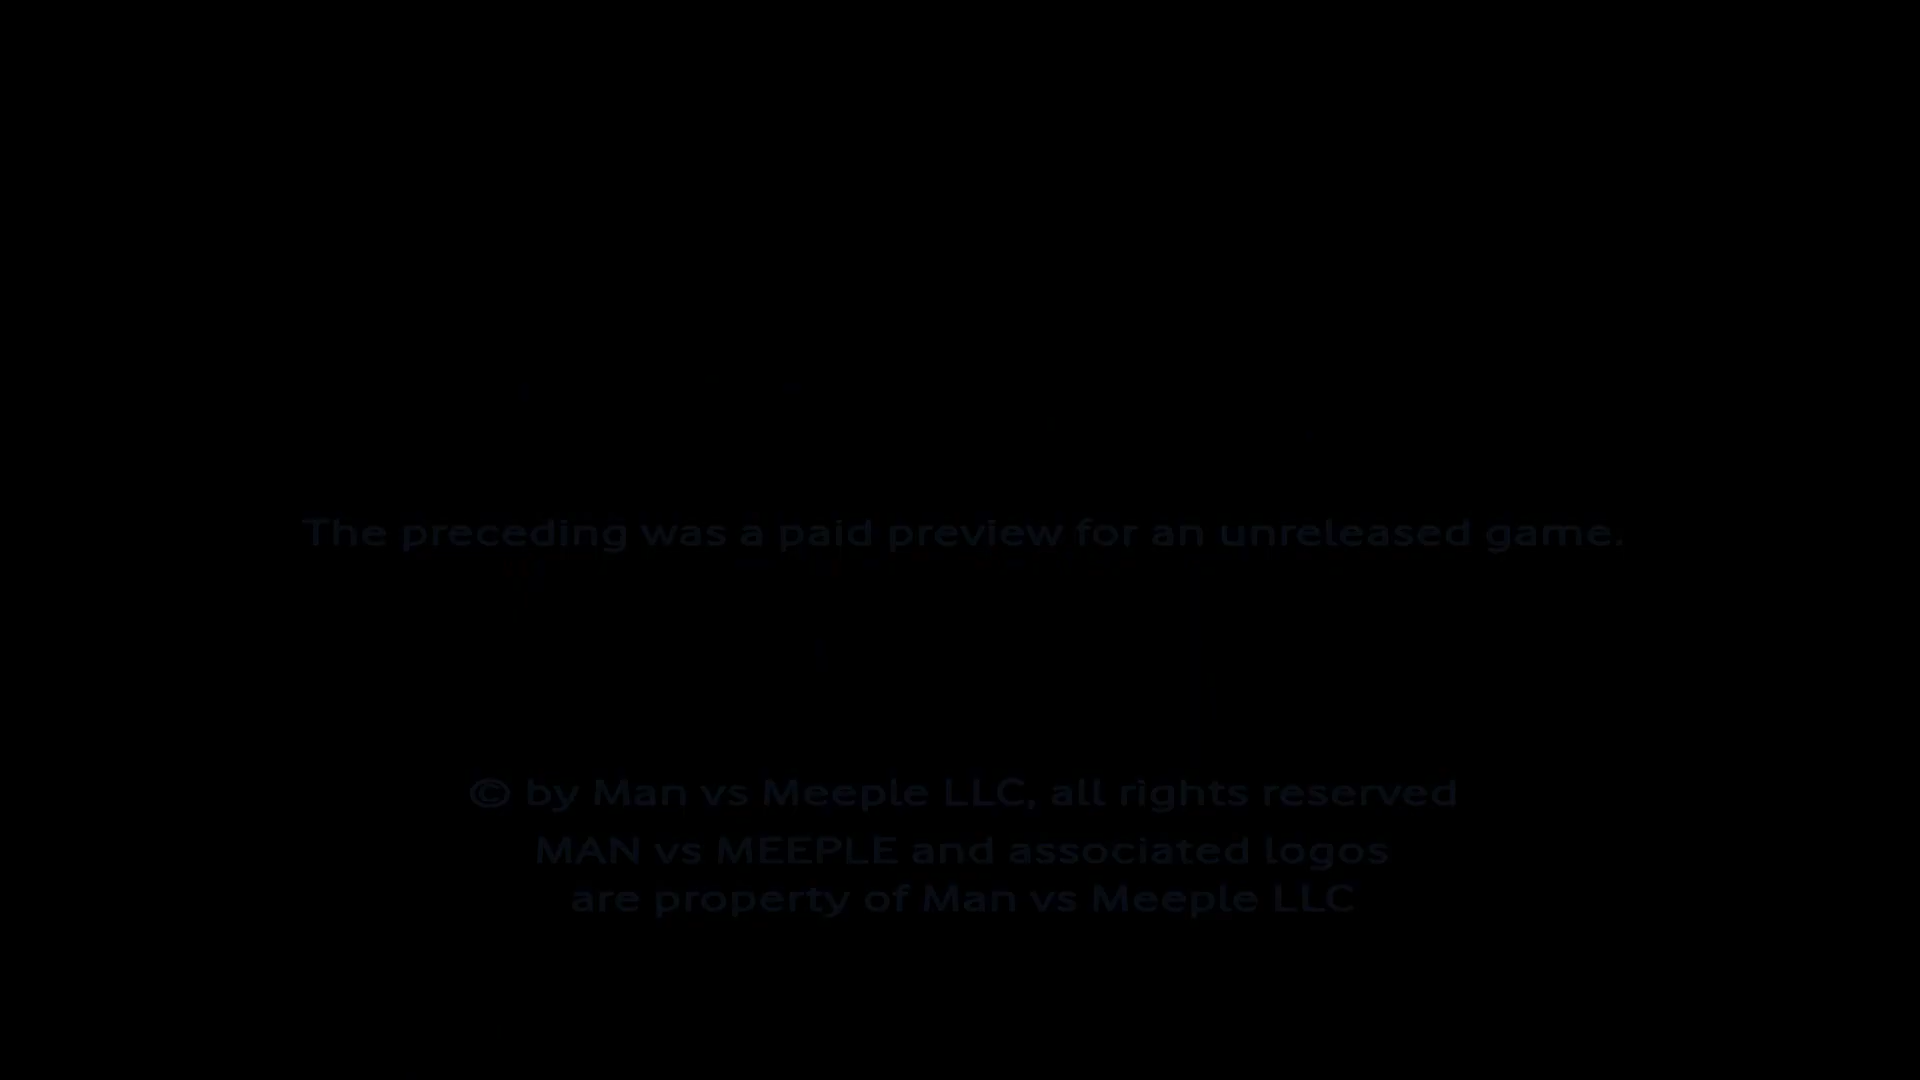 The preceding was a paid preview for an unreleased game.
© by Man vs Meeple LLC, all rights reserved
MAN vs MEEPLE and associated logos
are property of Man vs Meeple LLC